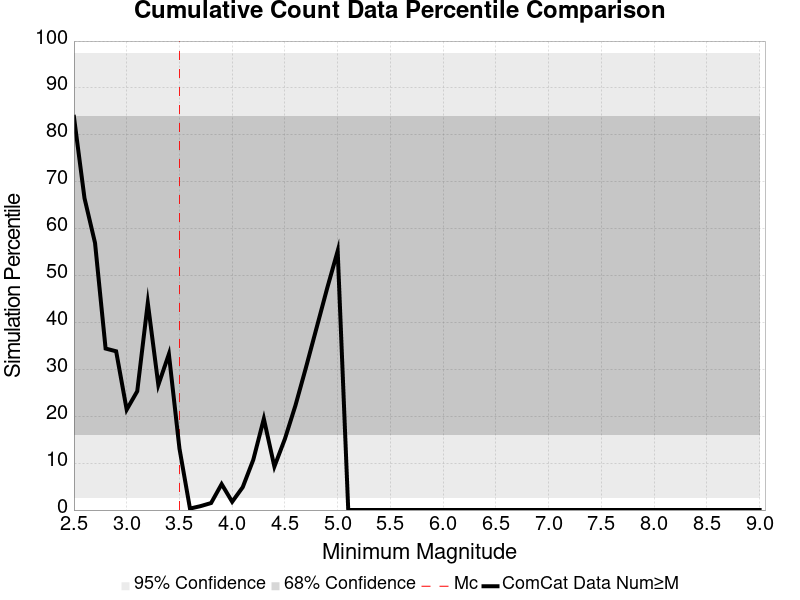 Cumulative Count Data Percentile Comparison
100
90
80
70
60
50
40
30
20
10
0
Simulation Percentile
2.5 3.0 3.5 4.0 4.5 5.0 5.5 6.0 6.5 7.0 7.5 8.0 8.5 9.0
Minimum Magnitude
95% Confidence 68% Confidence Mc ComCat Data Num≥M